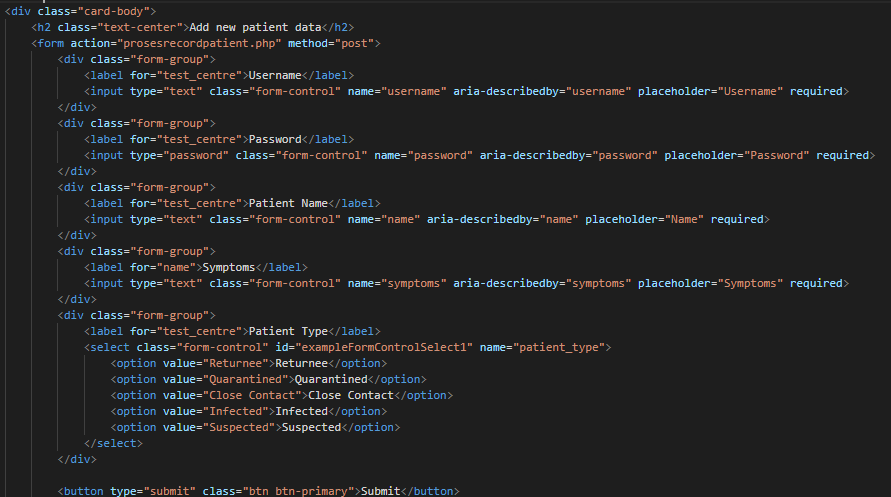 <div class="card-body">
<h2 class="text-center">Add new patient data</h2>
<form action="prosesrecordpatient.php" method="post">
<div class="form-group">
<label for="test_centre">Username</label>
<input type="text" class="form-control" name="username" aria-describedby="username" placeholder="Username" required>
</div>
<div class="form-group">
<label for="test_centre">Password</label>
<input type="password" class="form-control" name="password" aria-describedby="password" placeholder="Password" required>
</div>
<div class="form-group">
<label for="test_centre">Patient Name</label>
<input type="text" class="form-control" name="name" aria-describedby="name" placeholder="Name" required>
</div>
<div class="form-group">
<label for="name">Symptoms</label>
<input type="text" class="form-control" name="symptoms" aria-describedby="symptoms" placeholder="Symptoms" required>
</div>
<div class="form-group">
<label for="test_centre">Patient Type</label>
<select class="form-control" id="exampleFormControlSelect1" name="patient_type">
<option value="Returnee">Returnee</option>
<option value="Quarantined">Quarantined</option>
<option value="Close Contact">Close Contact</option>
<option value="Infected">Infected</option>
<option value="Suspected">Suspected</option>
</select>
</div>
<button type="submit" class="btn btn-primary">Submit</button>